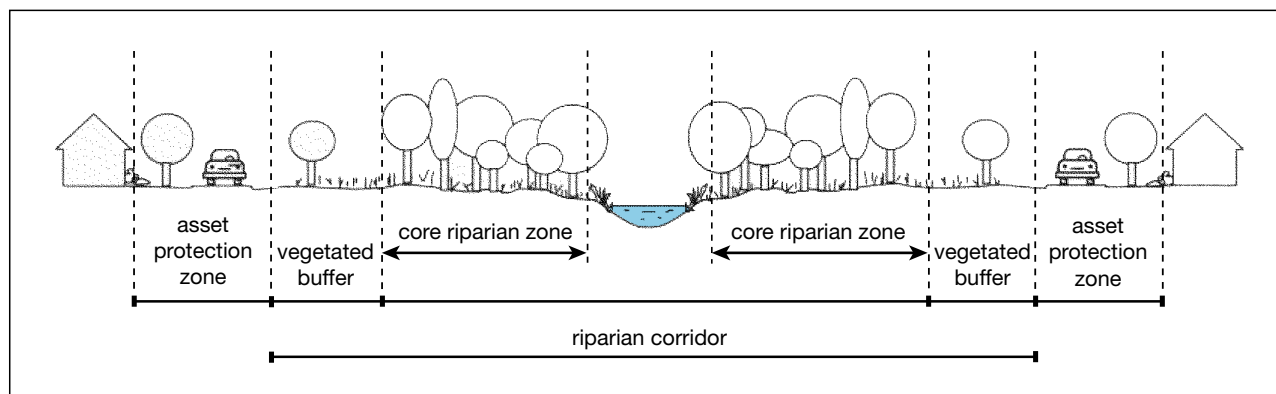 asset
protection
zone
vegetated
buffer
core riparian zone
core riparian zone
vegetated
buffer
asset
protection
zone
riparian corridor